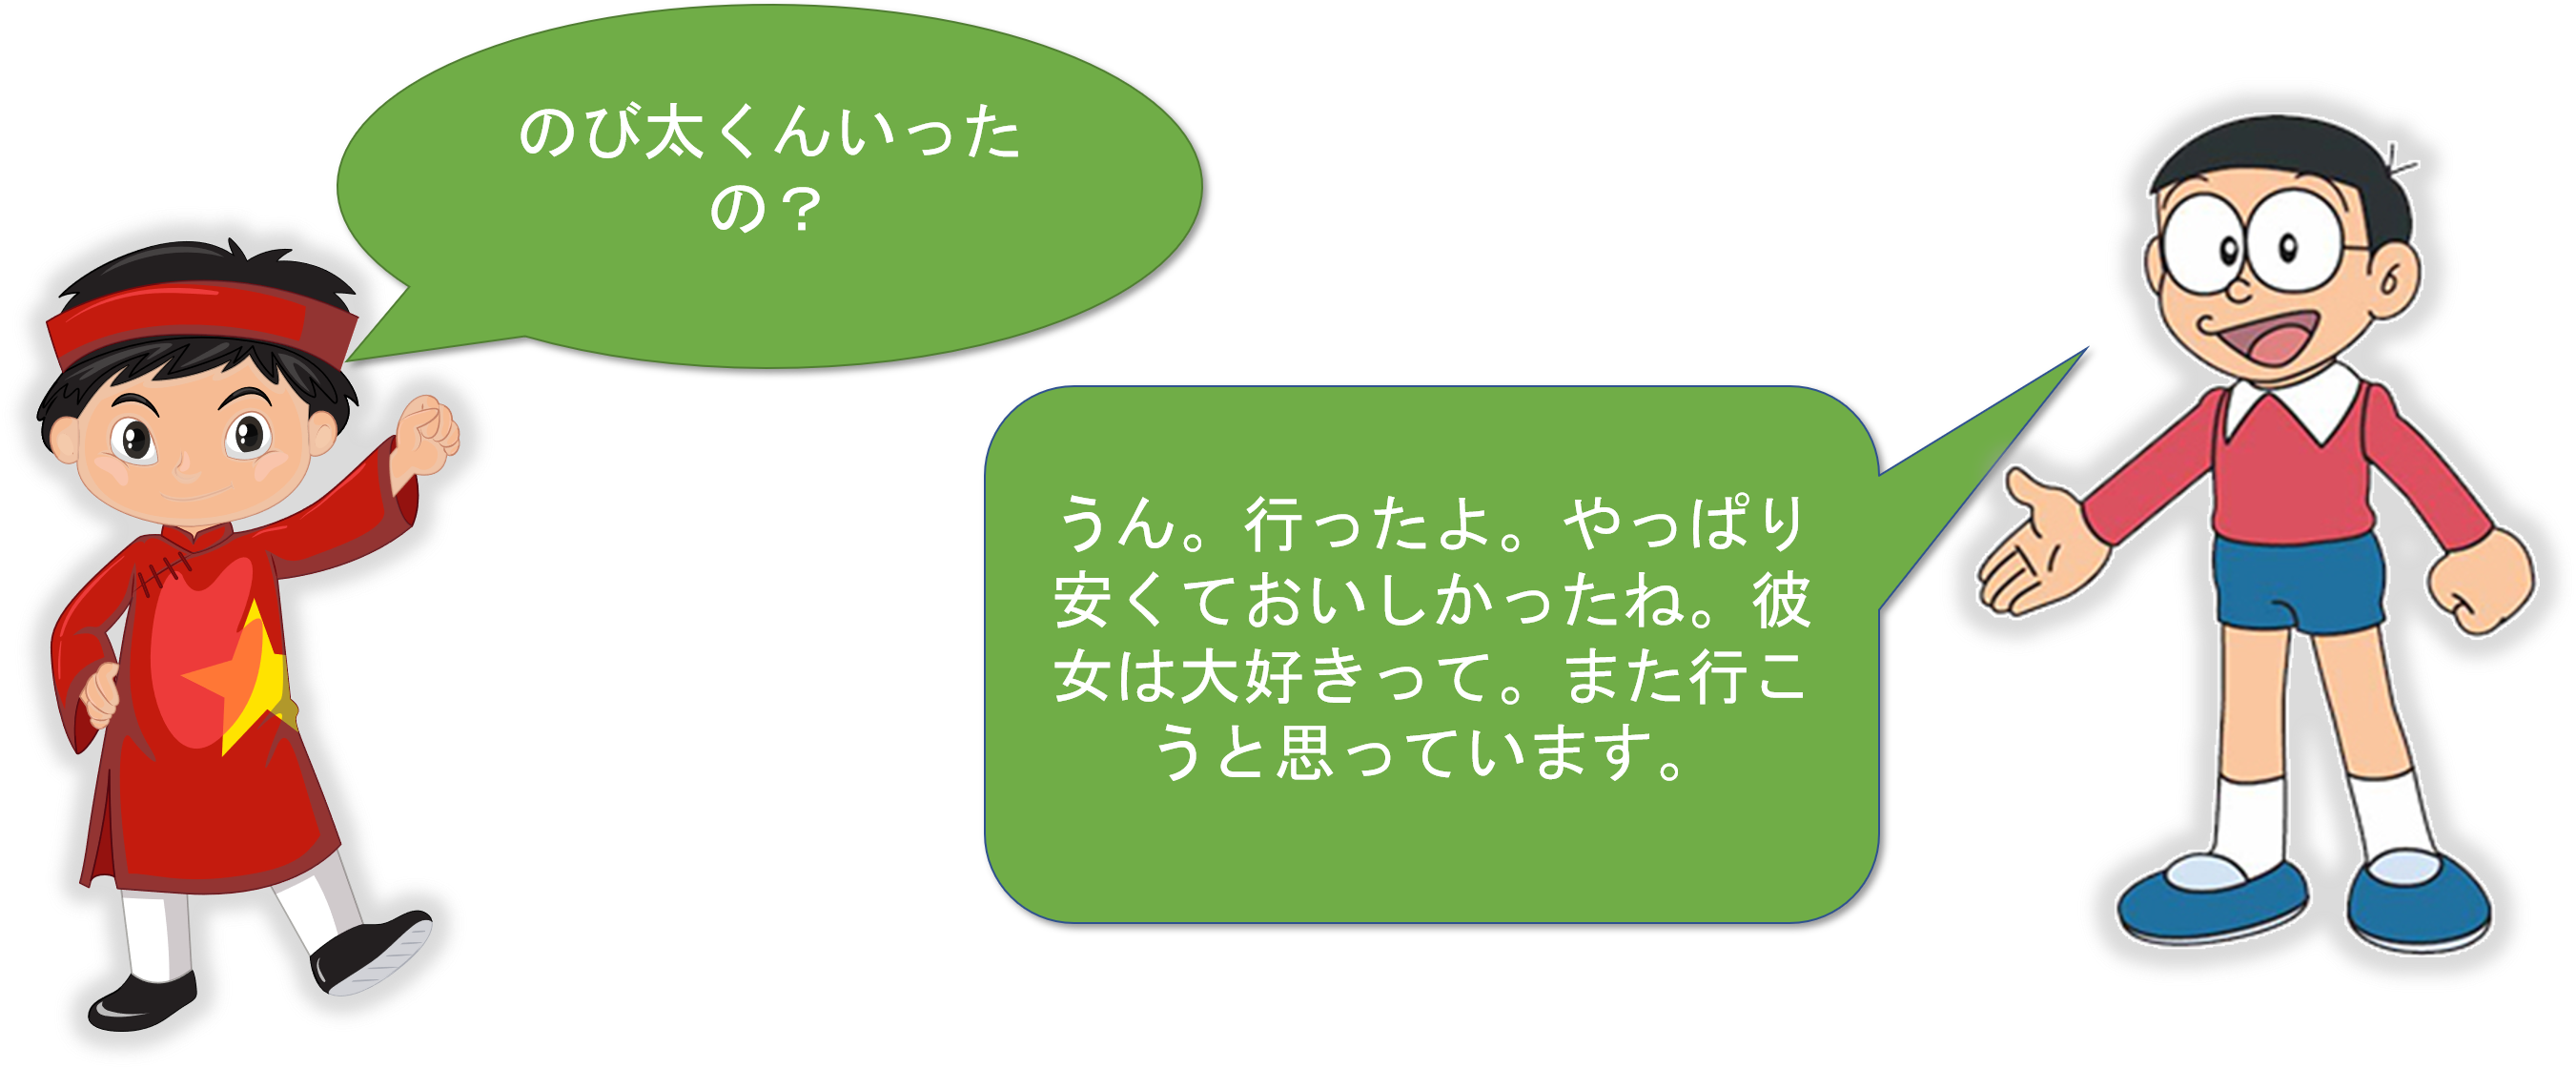 のび太くんいった
の？
うん。行ったよ。やっぱり
安くておいしかったね。彼
女は大好きって。また行こ
うと思っています。